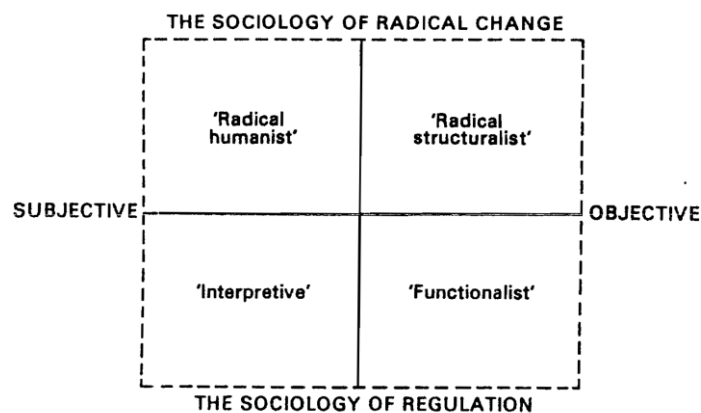 THE SOCIOLOGY OF RADICAL CHANGE
'Radical
humanist'
'Radical
structuralist'
SUBJECTIVE
OBJECTIVE
'Interpretive'
'Functionalist'
THE SOCIOLOGY OF REGULATION